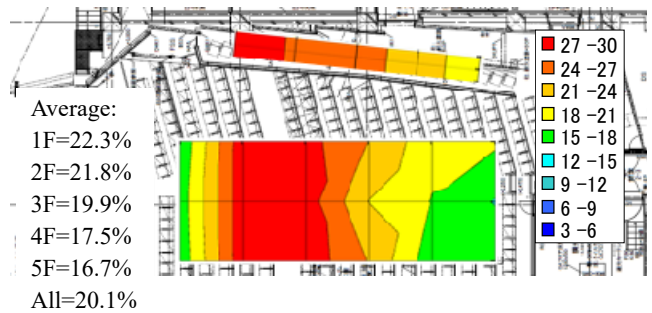 Average:
1F=22.3%
2F=21.8%
3F=19.9%
4F=17.5%
5F=16.7%
All=20.1%
27 -30
24 -27
21 -24
18 -21
15 -18
12 -15
9 -12
6 -9
3 -6